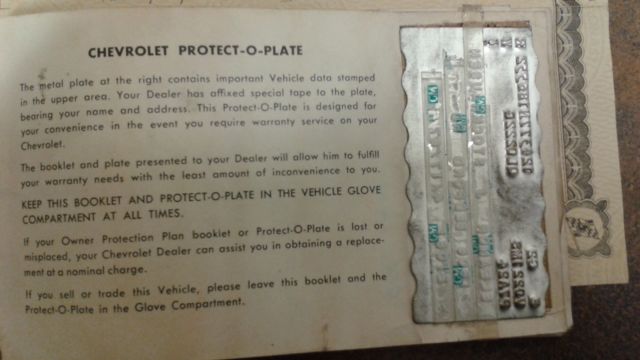 CHEVROLET PROTECT-O-PLATE
The metal plate at the right contains important Vehicle data stamped
in the upper area. Your Dealer has affixed special tape to the plate,
bearing your name and address. This Protect-O-Plate is designed for
your convenience in the event you require warranty service on your
Chevrolet.
The booklet and plate presented to your Dealer will allow him to fulfill
your warranty needs with the least amount of inconvenience to you.
KEEP THIS BOOKLET AND PROTECT-O-PLATE IN THE VEHICLE GLOVE
COMPARTMENT AT ALL TIMES.
If your Owner Protection Plan booklet or Protect-O-Plate is lost or
misplaced, your Chevrolet Dealer can assist you in obtaining a replace-
ment at a nominal charge.
If you sell or trade this Vehicle, please leave this booklet and the
Protect-O-Plate in the Glove Compartment.
GM
GM
GM
GM